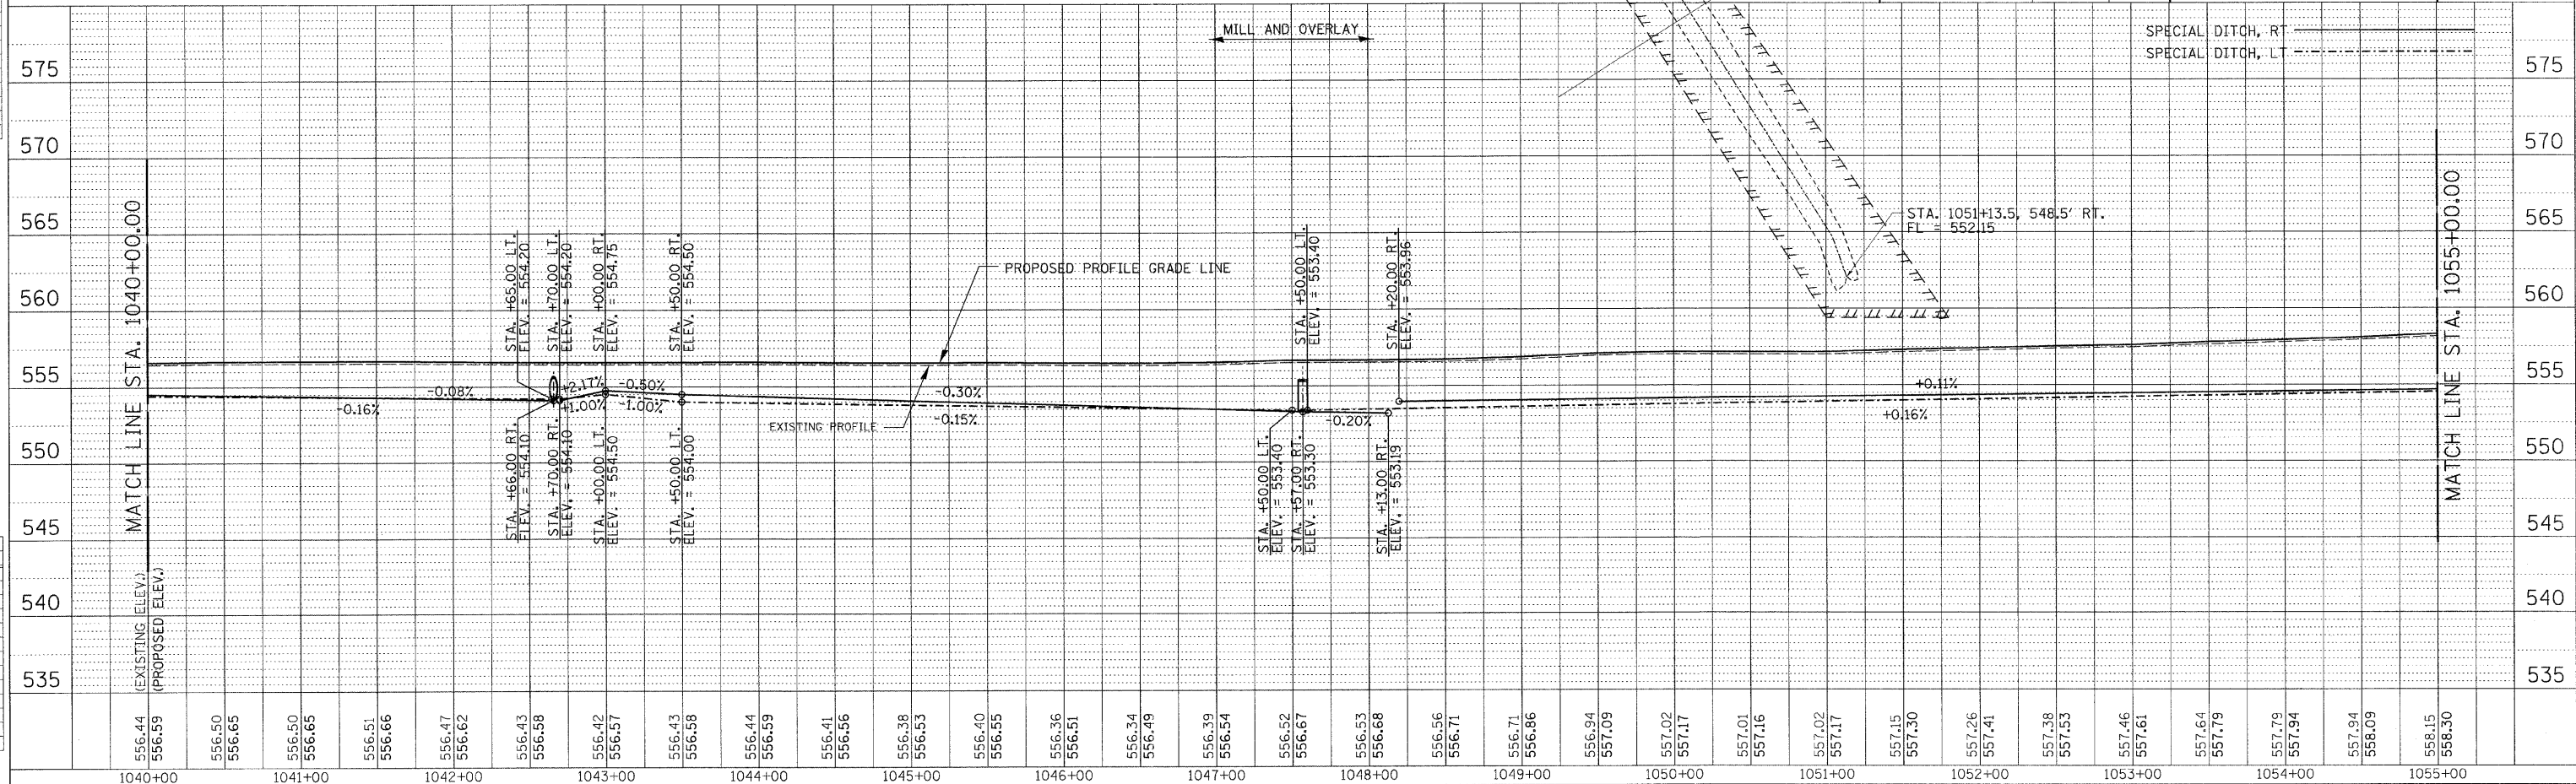 MILL AND OVERLAY
SPECIAL DITCH, RT
SPECIAL DITCH, LT
575
575
570
570
565
565
560
560
555
555
550
550
545
545
540
540
535
535
MATCH LINE STA. 1040+00.00
(EXISTING ELEV.)
(PROPOSED ELEV.)
STA. +65.00 LT.
ELEV. = 554.20
STA. +70.00 LT.
ELEV. = 554.20
STA. +00.00 RT.
ELEV. = 554.75
STA. +50.00 RT.
ELEV. = 554.50
PROPOSED PROFILE GRADE LINE
STA. +50.00 LT.
ELEV. = 553.40
STA. +20.00 RT.
ELEV. = 553.96
STA. 1051+13.5, 548.5' RT.
FL = 552.15
MATCH LINE STA. 1055+00.00
-0.08%
+2.17%
-0.50%
-0.30%
+0.11%
-0.16%
+1.00%
-1.00%
-0.15%
-0.20%
+0.16%
EXISTING PROFILE
STA. +66.00 RT.
ELEV. = 554.10
STA. +70.00 RT.
ELEV. = 554.10
STA. +00.00 LT.
ELEV. = 554.50
STA. +50.00 LT.
ELEV. = 554.00
STA. +50.00 LT.
ELEV. = 553.40
STA. +57.00 RT.
ELEV. = 553.30
STA. +13.00 RT.
ELEV. = 553.19
556.44
556.59
556.50
556.65
556.50
556.65
556.51
556.66
556.47
556.62
556.43
556.58
556.42
556.57
556.43
556.58
556.44
556.59
556.41
556.56
556.38
556.53
556.40
556.55
556.36
556.51
556.34
556.49
556.39
556.54
556.52
556.67
556.53
556.68
556.56
556.71
556.71
556.86
556.94
557.09
557.02
557.17
557.01
557.16
557.02
557.17
557.15
557.30
557.26
557.41
557.38
557.53
557.46
557.61
557.64
557.79
557.79
557.94
557.94
558.09
558.15
558.30
1040+00
1041+00
1042+00
1043+00
1044+00
1045+00
1046+00
1047+00
1048+00
1049+00
1050+00
1051+00
1052+00
1053+00
1054+00
1055+00